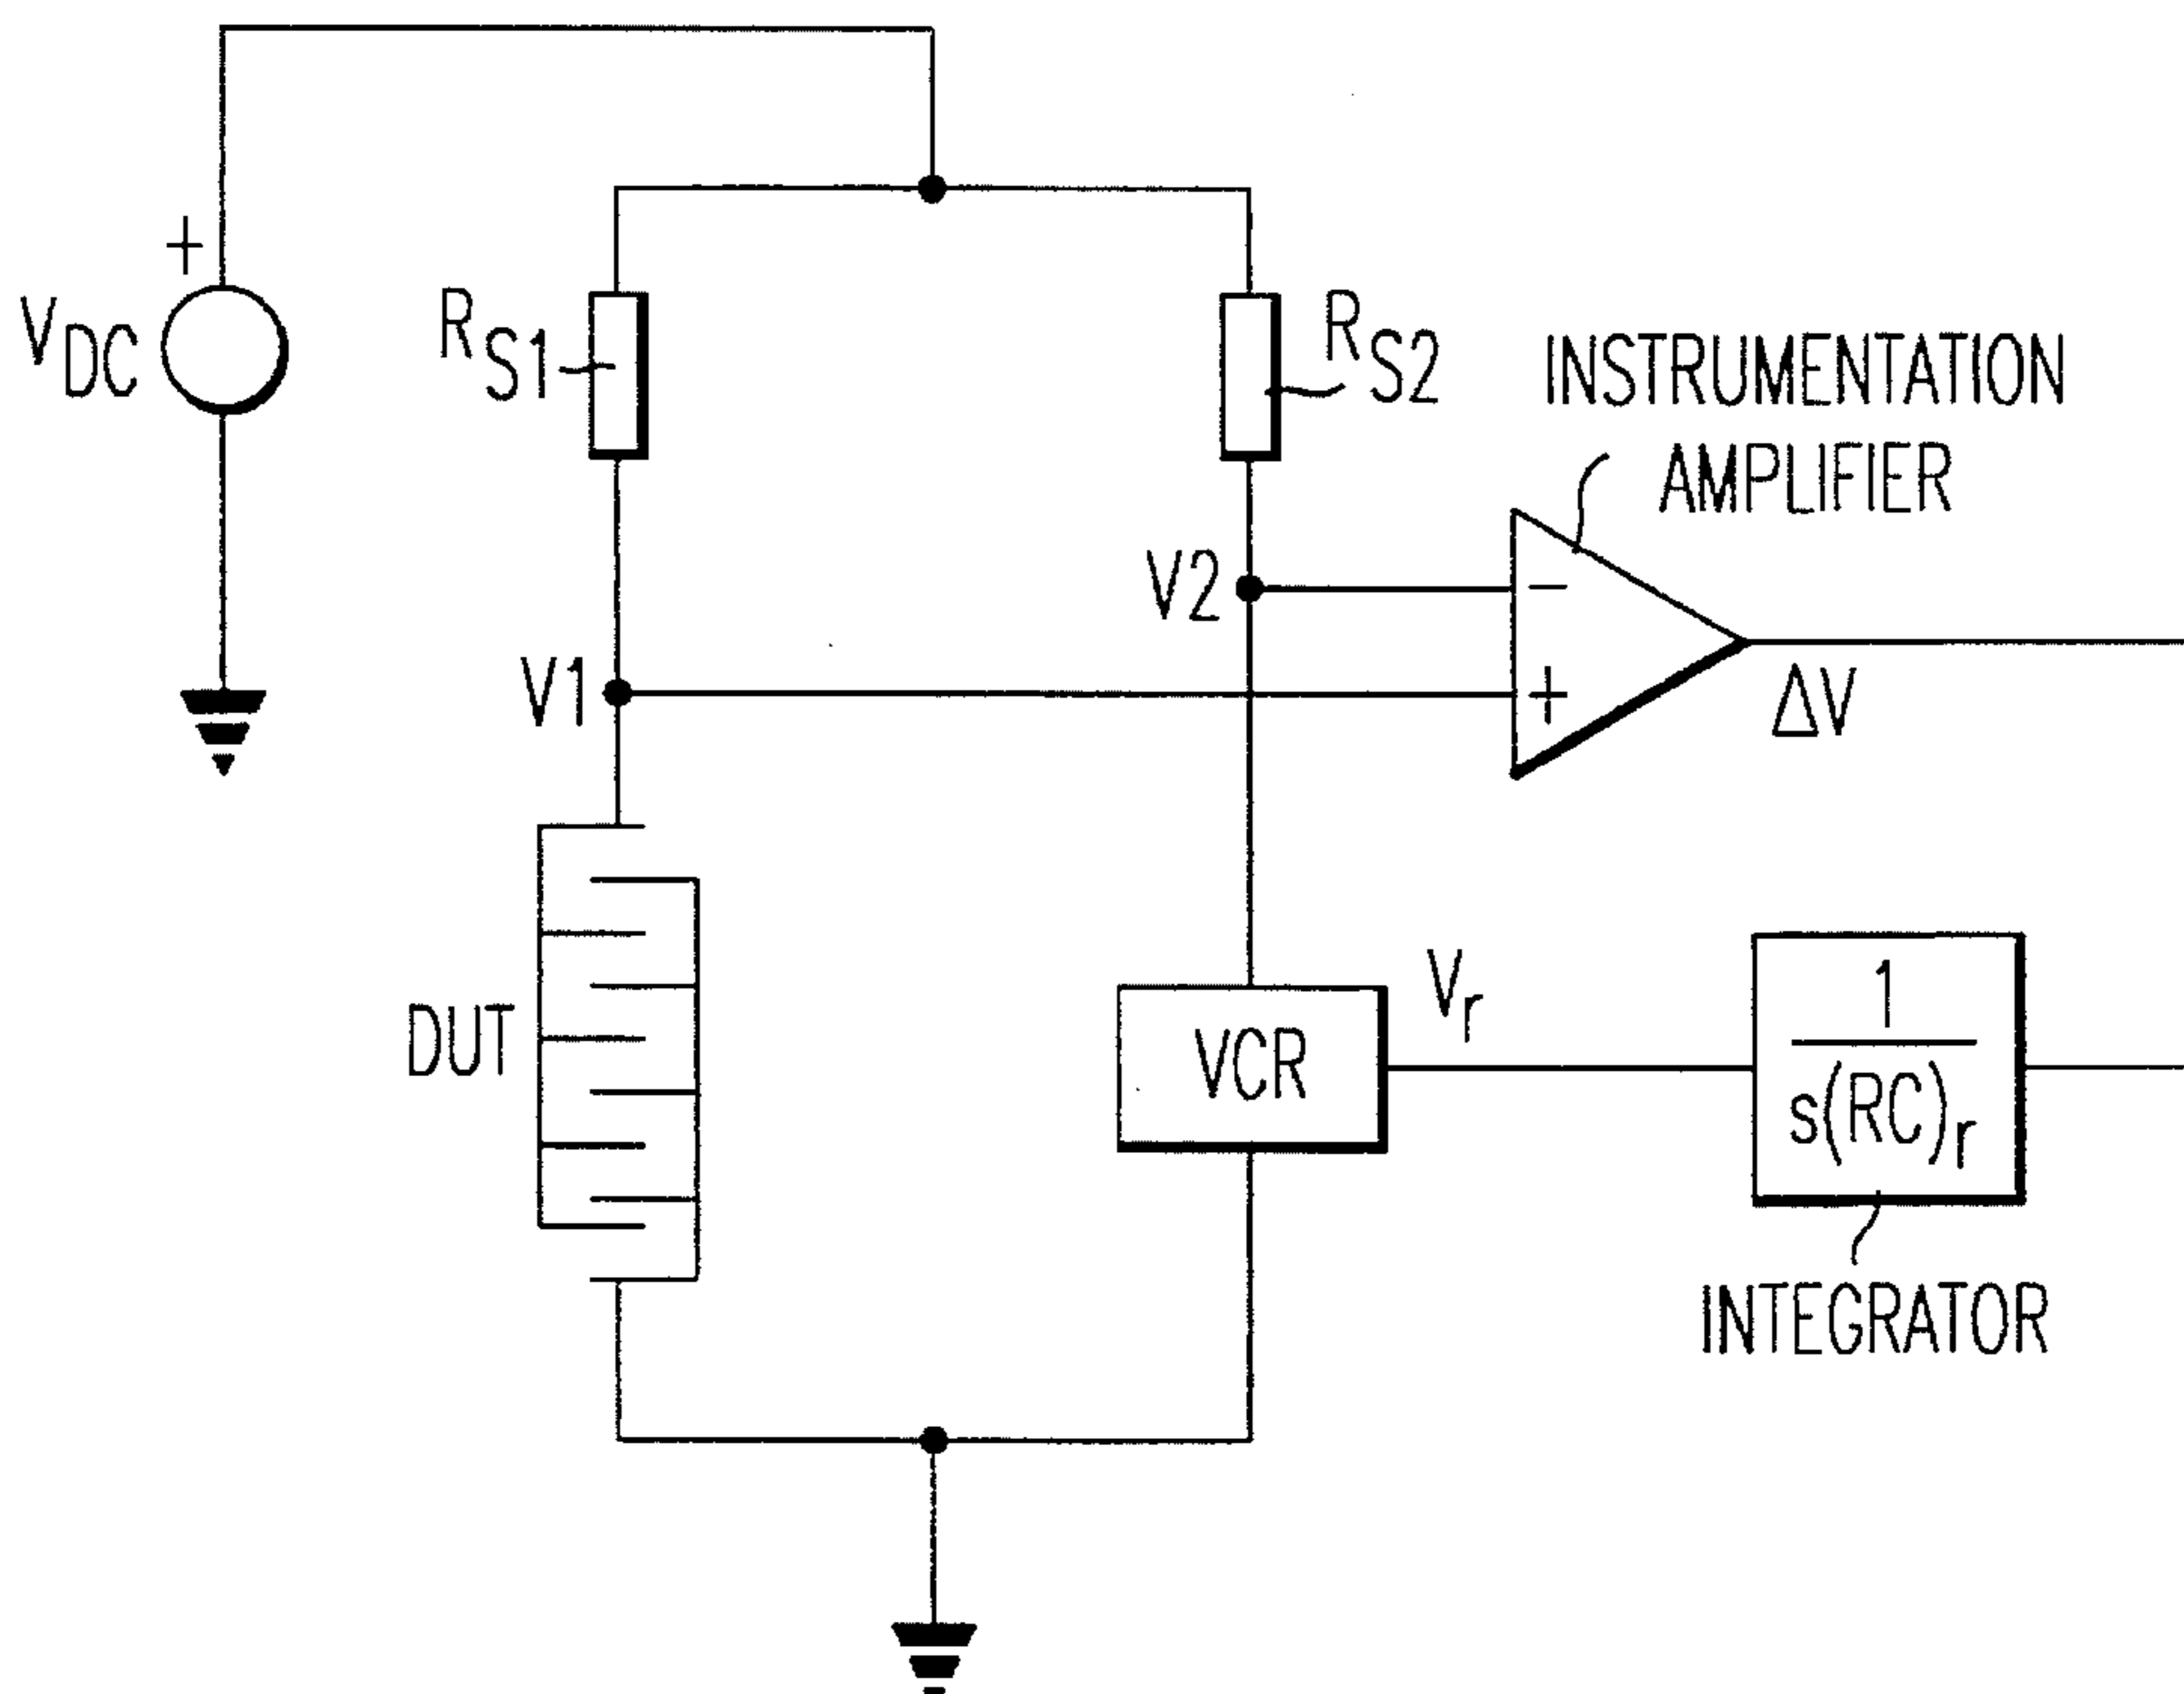 +
VDC
RS1
RS2
INSTRUMENTATION
AMPLIFIER
V2
−
V1
+
ΔV
DUT
VCR
Vr
1
s(RC)r
INTEGRATOR